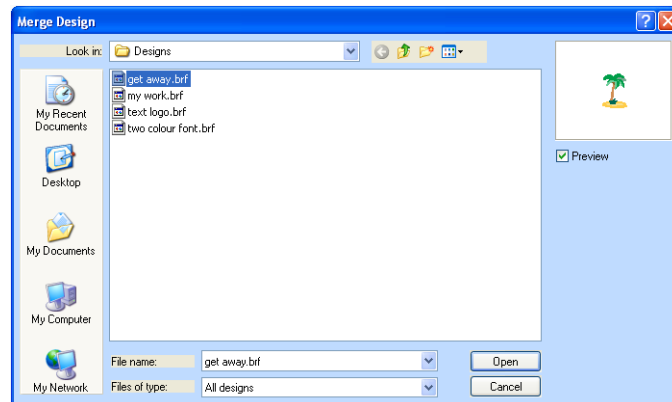 Merge Design
Look in:
Designs
get away.brf
my work.brf
text logo.brf
two colour font.brf
My Recent
Documents
Desktop
My Documents
My Computer
My Network
Preview
File name:
get away.brf
Open
Files of type:
All designs
Cancel